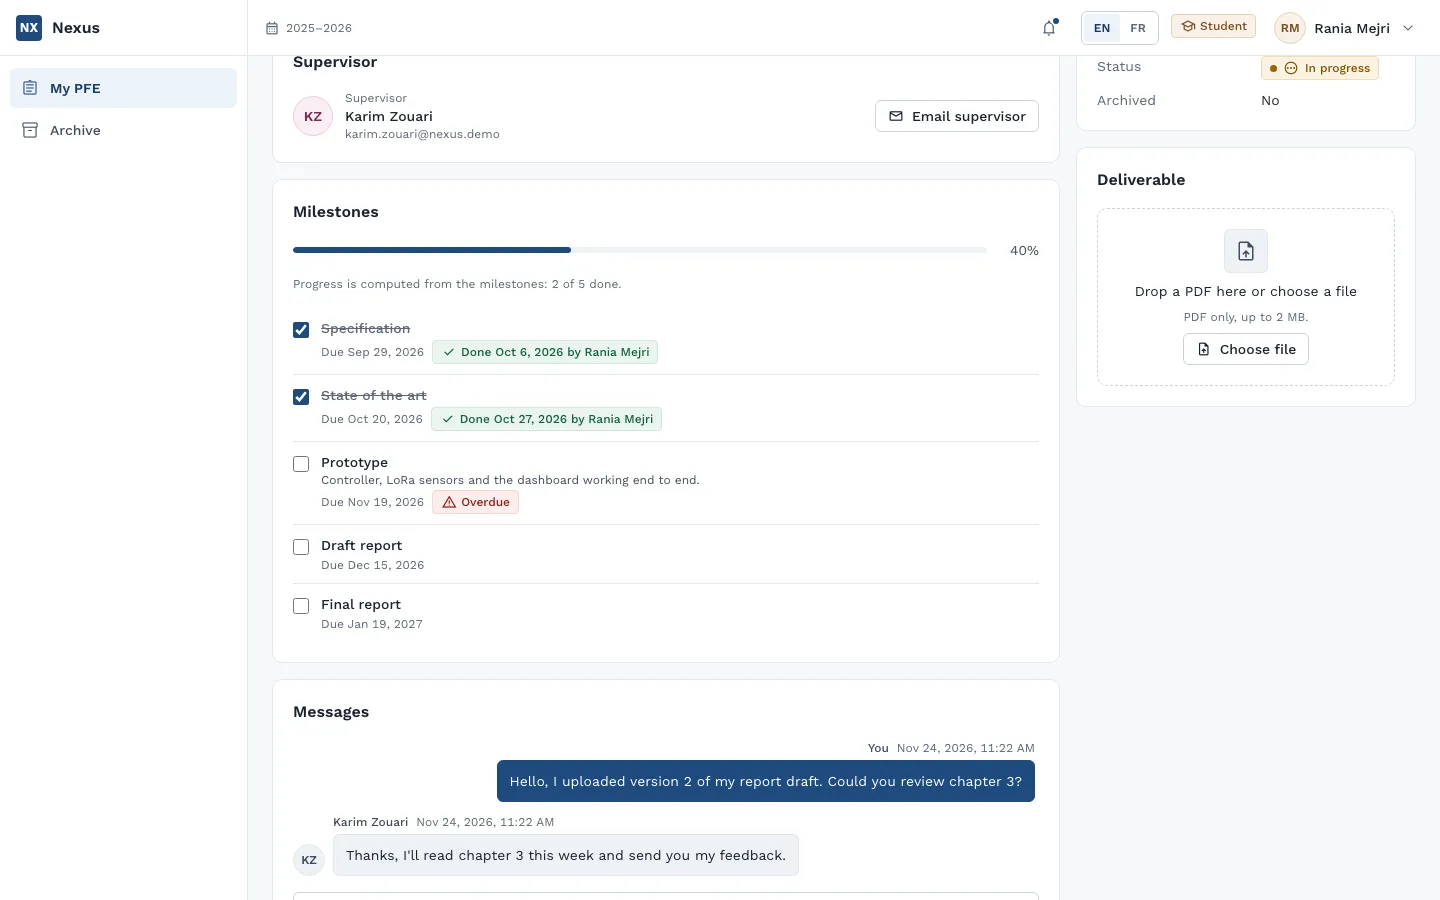 NX Nexus
2025–2026
EN FR
Student
RM Rania Mejri
My PFE
Archive
Supervisor
KZ
Supervisor
Karim Zouari
karim.zouari@nexus.demo
Email supervisor
Milestones
40%
Progress is computed from the milestones: 2 of 5 done.
Specification
Due Sep 29, 2026 Done Oct 6, 2026 by Rania Mejri
State of the art
Due Oct 20, 2026 Done Oct 27, 2026 by Rania Mejri
Prototype
Controller, LoRa sensors and the dashboard working end to end.
Due Nov 19, 2026 Overdue
Draft report
Due Dec 15, 2026
Final report
Due Jan 19, 2027
Messages
You Nov 24, 2026, 11:22 AM
Hello, I uploaded version 2 of my report draft. Could you review chapter 3?
Karim Zouari Nov 24, 2026, 11:22 AM
KZ Thanks, I'll read chapter 3 this week and send you my feedback.
Status In progress
Archived No
Deliverable
Drop a PDF here or choose a file
PDF only, up to 2 MB.
Choose file